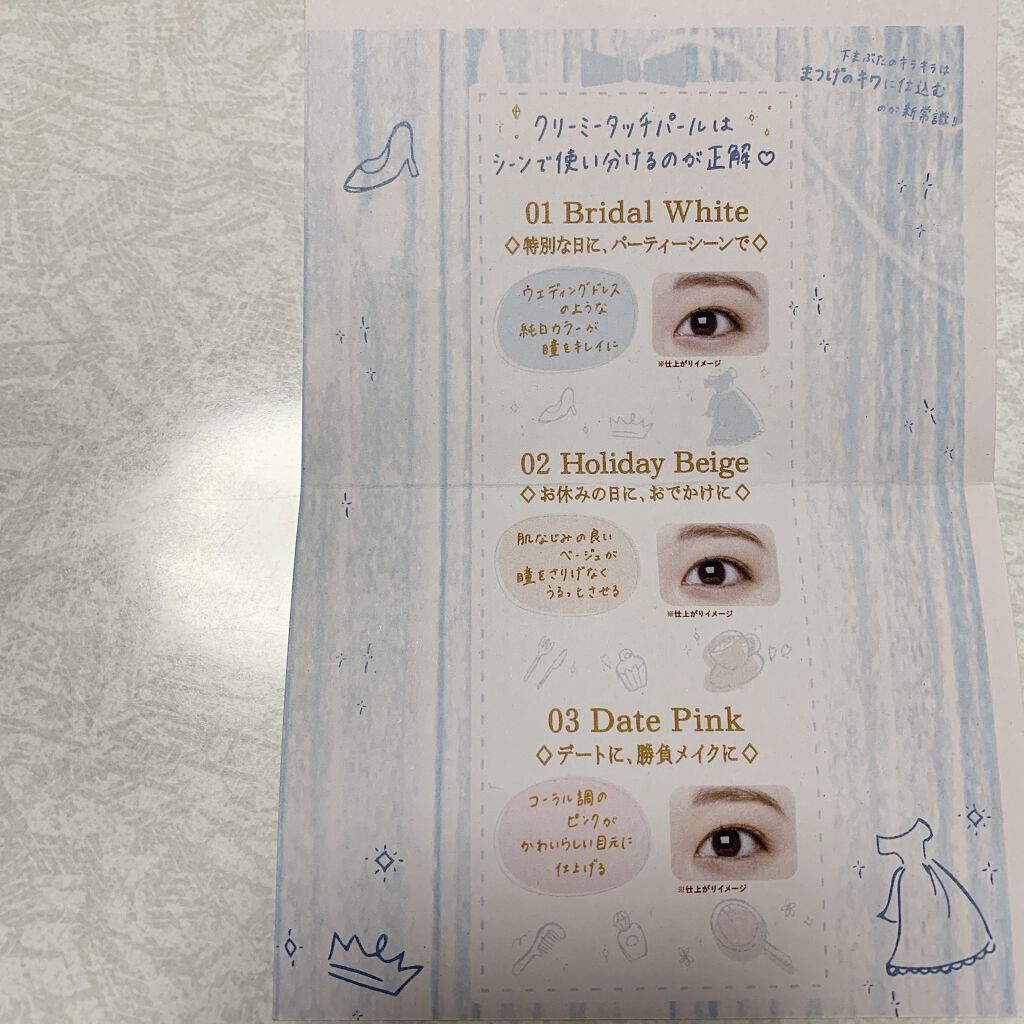 下まぶたのキラキラは
まつげのキワに仕込む
のが新常識!!
クリーミータッチパールは
シーンで使い分けるのが正解♡
01 Bridal White
◇特別な日に、パーティーシーンで◇
ウェディングドレス
のような
純白カラーが
瞳をキレイに
※仕上がりイメージ
02 Holiday Beige
◇お休みの日に、おでかけに◇
肌なじみの良い
ベージュが
瞳をさりげなく
うるっとさせる
※仕上がりイメージ
03 Date Pink
◇デートに、勝負メイクに◇
コーラル調の
ピンクが
かわいらしい目元に
仕上げる
※仕上がりイメージ